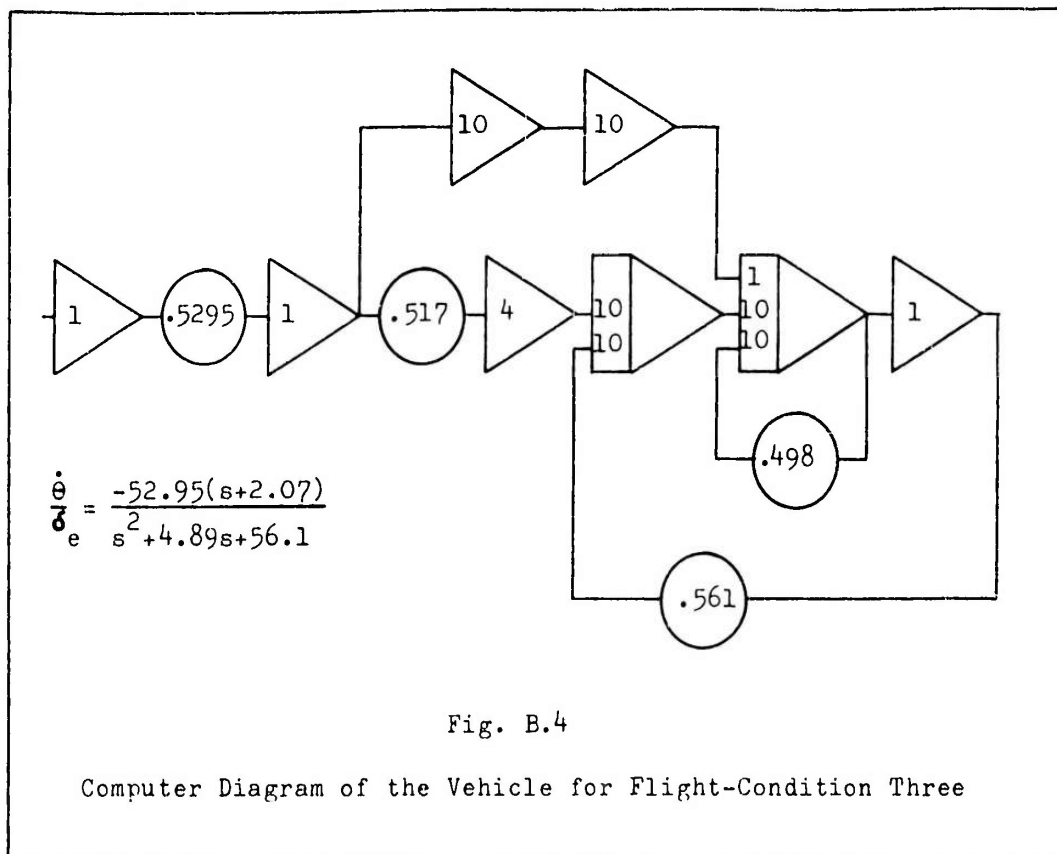 10 10
1 .5295 1 .517 4 10 10 1 10 10 1
.498
θ̇/δe = -52.95(s+2.07)/s²+4.89s+56.1
.561
Fig. B.4
Computer Diagram of the Vehicle for Flight-Condition Three